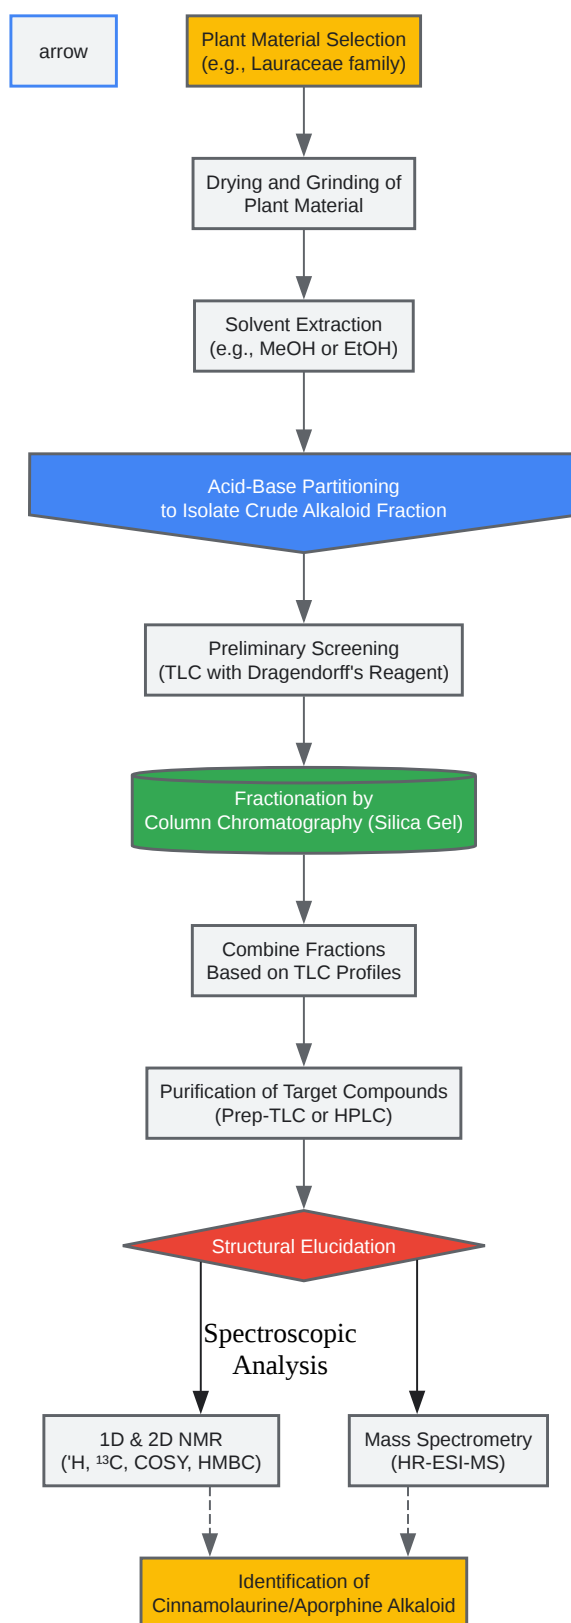 arrow
Plant Material Selection
(e.g., Lauraceae family)
Drying and Grinding of
Plant Material
Solvent Extraction
(e.g., MeOH or EtOH)
Acid-Base Partitioning
to Isolate Crude Alkaloid Fraction
Preliminary Screening
(TLC with Dragendorff's Reagent)
Fractionation by
Column Chromatography (Silica Gel)
Combine Fractions
Based on TLC Profiles
Purification of Target Compounds
(Prep-TLC or HPLC)
Structural Elucidation
Spectroscopic
Analysis
1D & 2D NMR
('H, ¹³C, COSY, HMBC)
Mass Spectrometry
(HR-ESI-MS)
Identification of
Cinnamolaurine/Aporphine Alkaloid